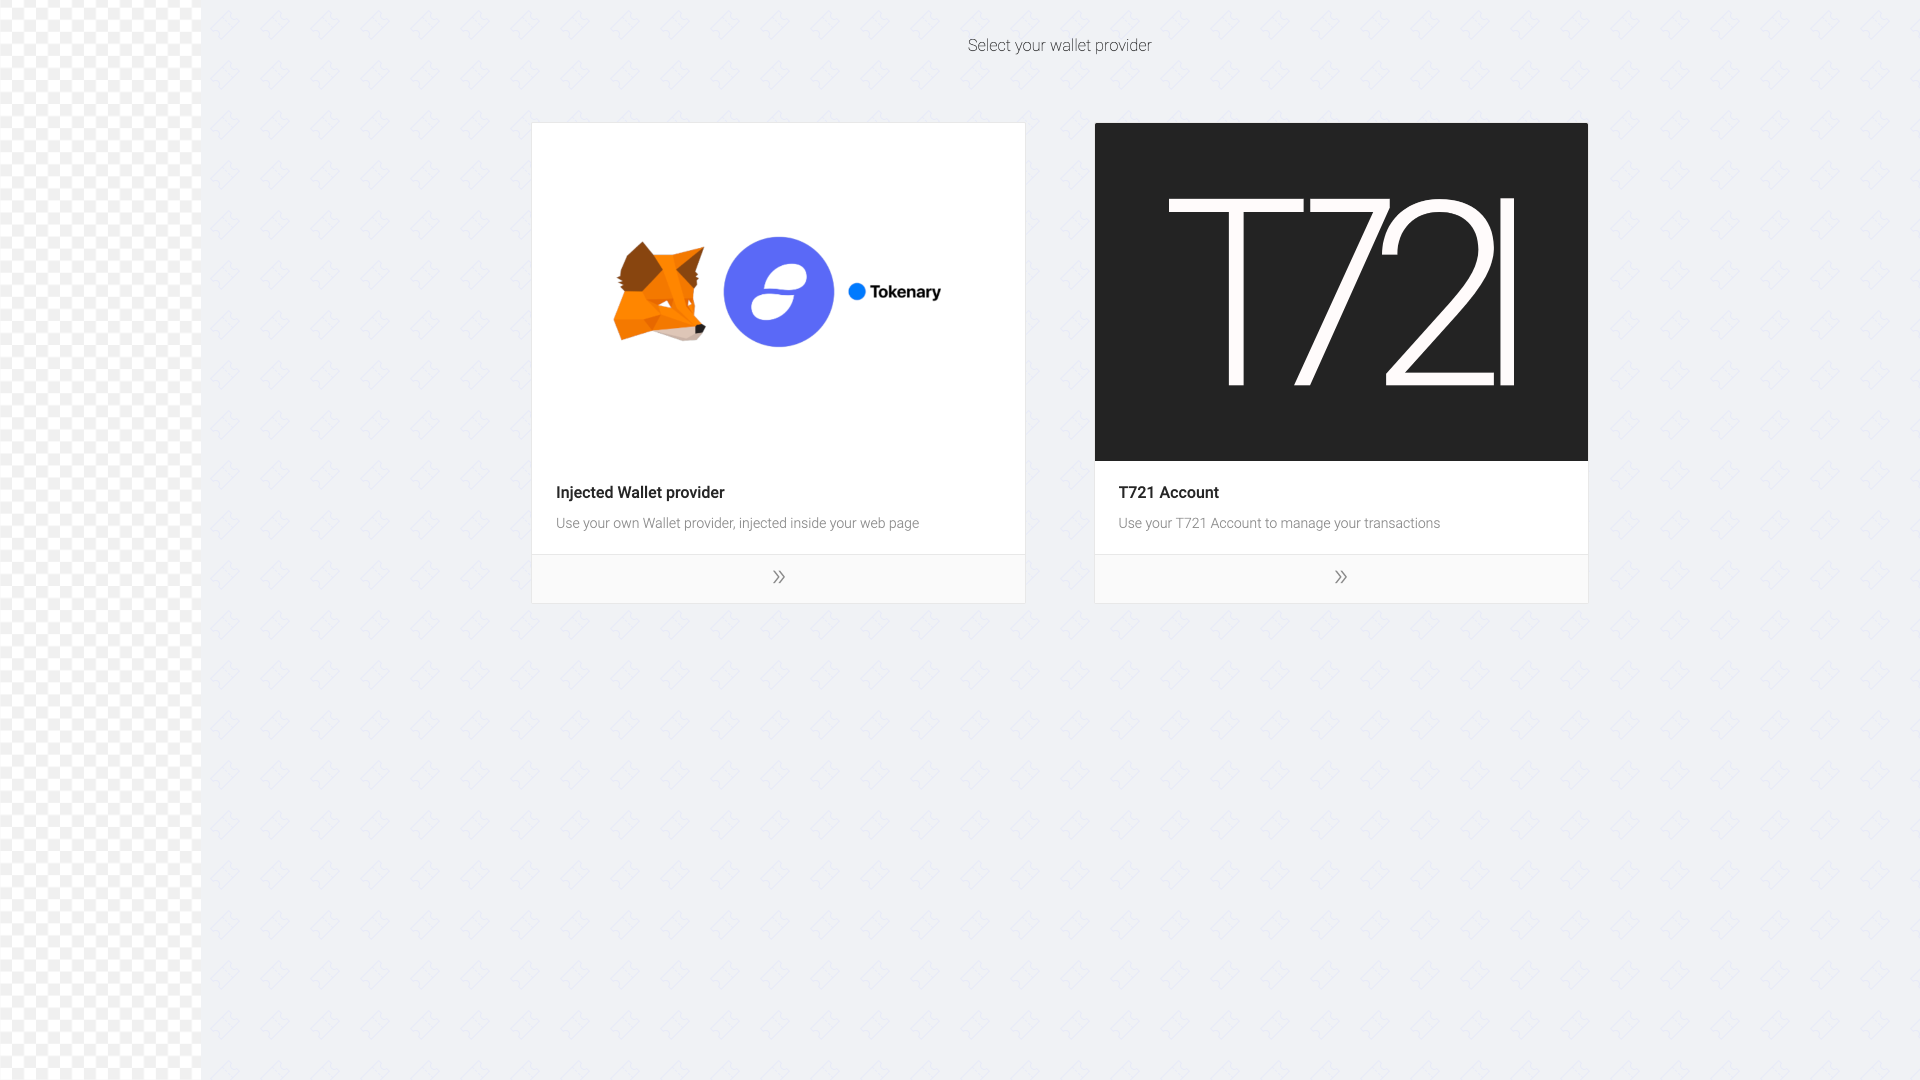 Select your wallet provider
Tokenary
T721
Injected Wallet provider
Use your own Wallet provider, injected inside your web page
T721 Account
Use your T721 Account to manage your transactions